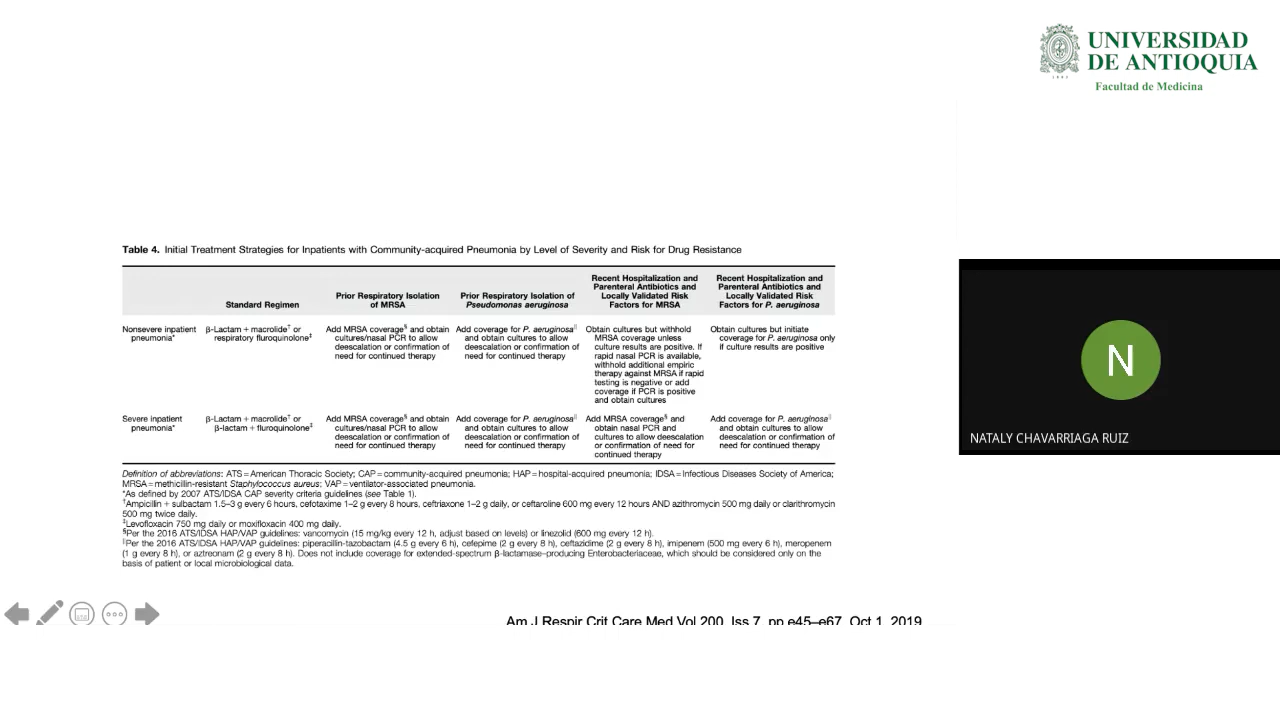 UNIVERSIDAD
DE ANTIOQUIA
1803
Facultad de Medicina
Table 4. Initial Treatment Strategies for Inpatients with Community-acquired Pneumonia by Level of Severity and Risk for Drug Resistance
Standard Regimen
Prior Respiratory Isolation
of MRSA
Prior Respiratory Isolation of
Pseudomonas aeruginosa
Recent Hospitalization and
Parenteral Antibiotics and
Locally Validated Risk
Factors for MRSA
Recent Hospitalization and
Parenteral Antibiotics and
Locally Validated Risk
Factors for P. aeruginosa
Nonsevere inpatient
pneumonia*
β-Lactam + macrolide† or
respiratory fluroquinolone‡
Add MRSA coverage§ and obtain
cultures/nasal PCR to allow
deescalation or confirmation of
need for continued therapy
Add coverage for P. aeruginosa||
and obtain cultures to allow
deescalation or confirmation of
need for continued therapy
Obtain cultures but withhold
MRSA coverage unless
culture results are positive. If
rapid nasal PCR is available,
withhold additional empiric
therapy against MRSA if rapid
testing is negative or add
coverage if PCR is positive
and obtain cultures
Obtain cultures but initiate
coverage for P. aeruginosa only
if culture results are positive
Severe inpatient
pneumonia*
β-Lactam + macrolide† or
β-lactam + fluroquinolone‡
Add MRSA coverage§ and obtain
cultures/nasal PCR to allow
deescalation or confirmation of
need for continued therapy
Add coverage for P. aeruginosa||
and obtain cultures to allow
deescalation or confirmation of
need for continued therapy
Add MRSA coverage§ and
obtain nasal PCR and
cultures to allow deescalation
or confirmation of need for
continued therapy
Add coverage for P. aeruginosa||
and obtain cultures to allow
deescalation or confirmation of
need for continued therapy
Definition of abbreviations: ATS = American Thoracic Society; CAP = community-acquired pneumonia; HAP = hospital-acquired pneumonia; IDSA = Infectious Diseases Society of America;
MRSA = methicillin-resistant Staphylococcus aureus; VAP = ventilator-associated pneumonia.
*As defined by 2007 ATS/IDSA CAP severity criteria guidelines (see Table 1).
†Ampicillin + sulbactam 1.5–3 g every 6 hours, cefotaxime 1–2 g every 8 hours, ceftriaxone 1–2 g daily, or ceftaroline 600 mg every 12 hours AND azithromycin 500 mg daily or clarithromycin
500 mg twice daily.
‡Levofloxacin 750 mg daily or moxifloxacin 400 mg daily.
§Per the 2016 ATS/IDSA HAP/VAP guidelines: vancomycin (15 mg/kg every 12 h, adjust based on levels) or linezolid (600 mg every 12 h).
||Per the 2016 ATS/IDSA HAP/VAP guidelines: piperacillin-tazobactam (4.5 g every 6 h), cefepime (2 g every 8 h), ceftazidime (2 g every 8 h), imipenem (500 mg every 6 h), meropenem
(1 g every 8 h), or aztreonam (2 g every 8 h). Does not include coverage for extended-spectrum β-lactamase–producing Enterobacteriaceae, which should be considered only on the
basis of patient or local microbiological data.
Am J Respir Crit Care Med Vol 200, Iss 7, pp e45–e67, Oct 1, 2019
N
NATALY CHAVARRIAGA RUIZ